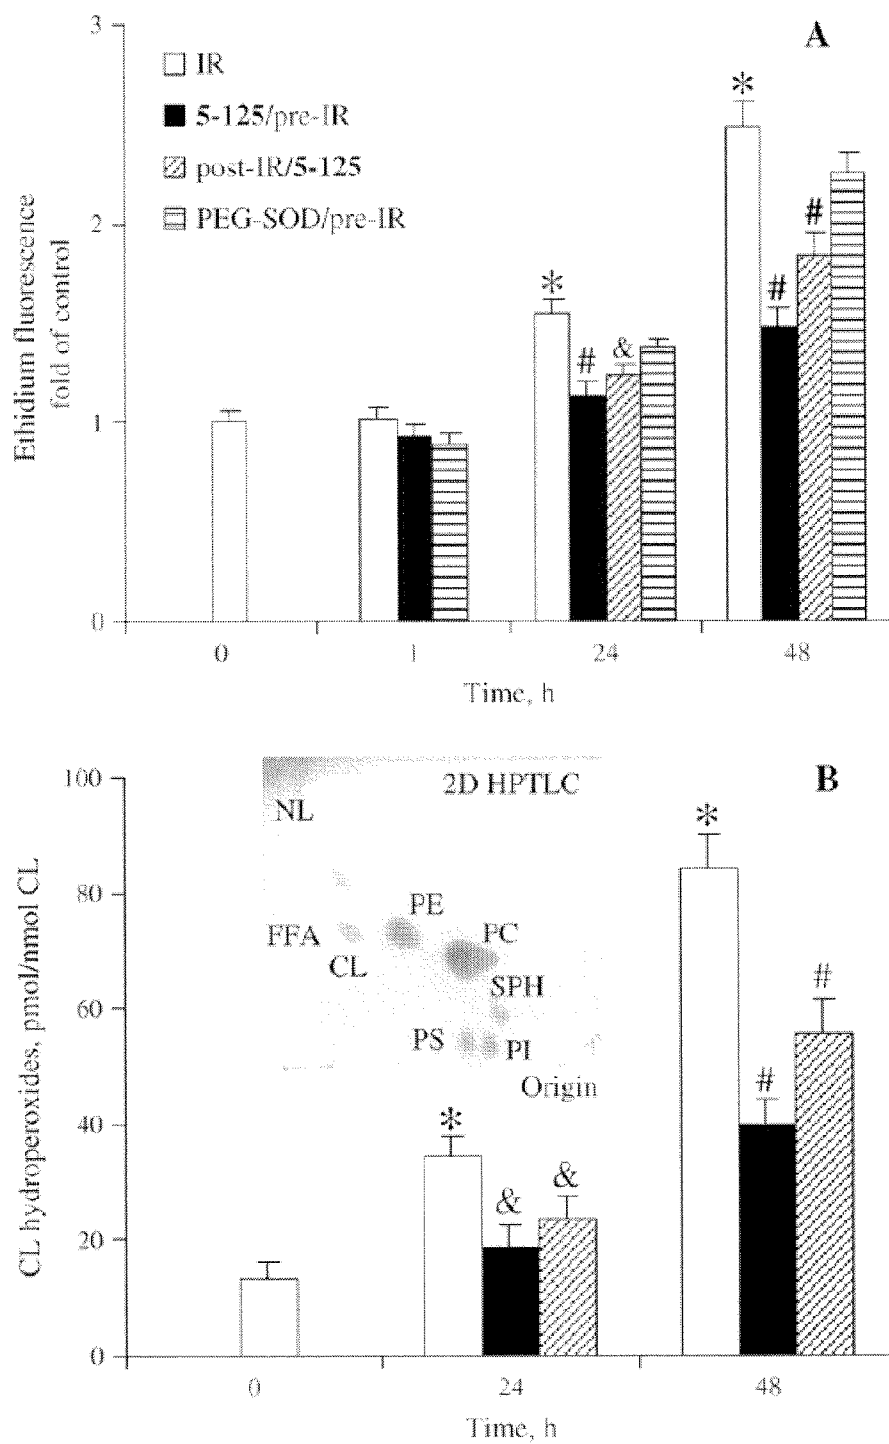 3
A
IR
*
5-125/pre-IR
post-IR/5-125
2
PEG-SOD/pre-IR
#
*
#
# &
Ethidium fluorescence
fold of control
1
0
0 1 24 48
Time, h
100
2D HPTLC
B
NL
*
80
PE
FFA
PC
CL
SPH
#
60
PS
PI
Origin
#
40
*
& &
20
0
CL hydroperoxides, pmol/nmol CL
0 24 48
Time, h